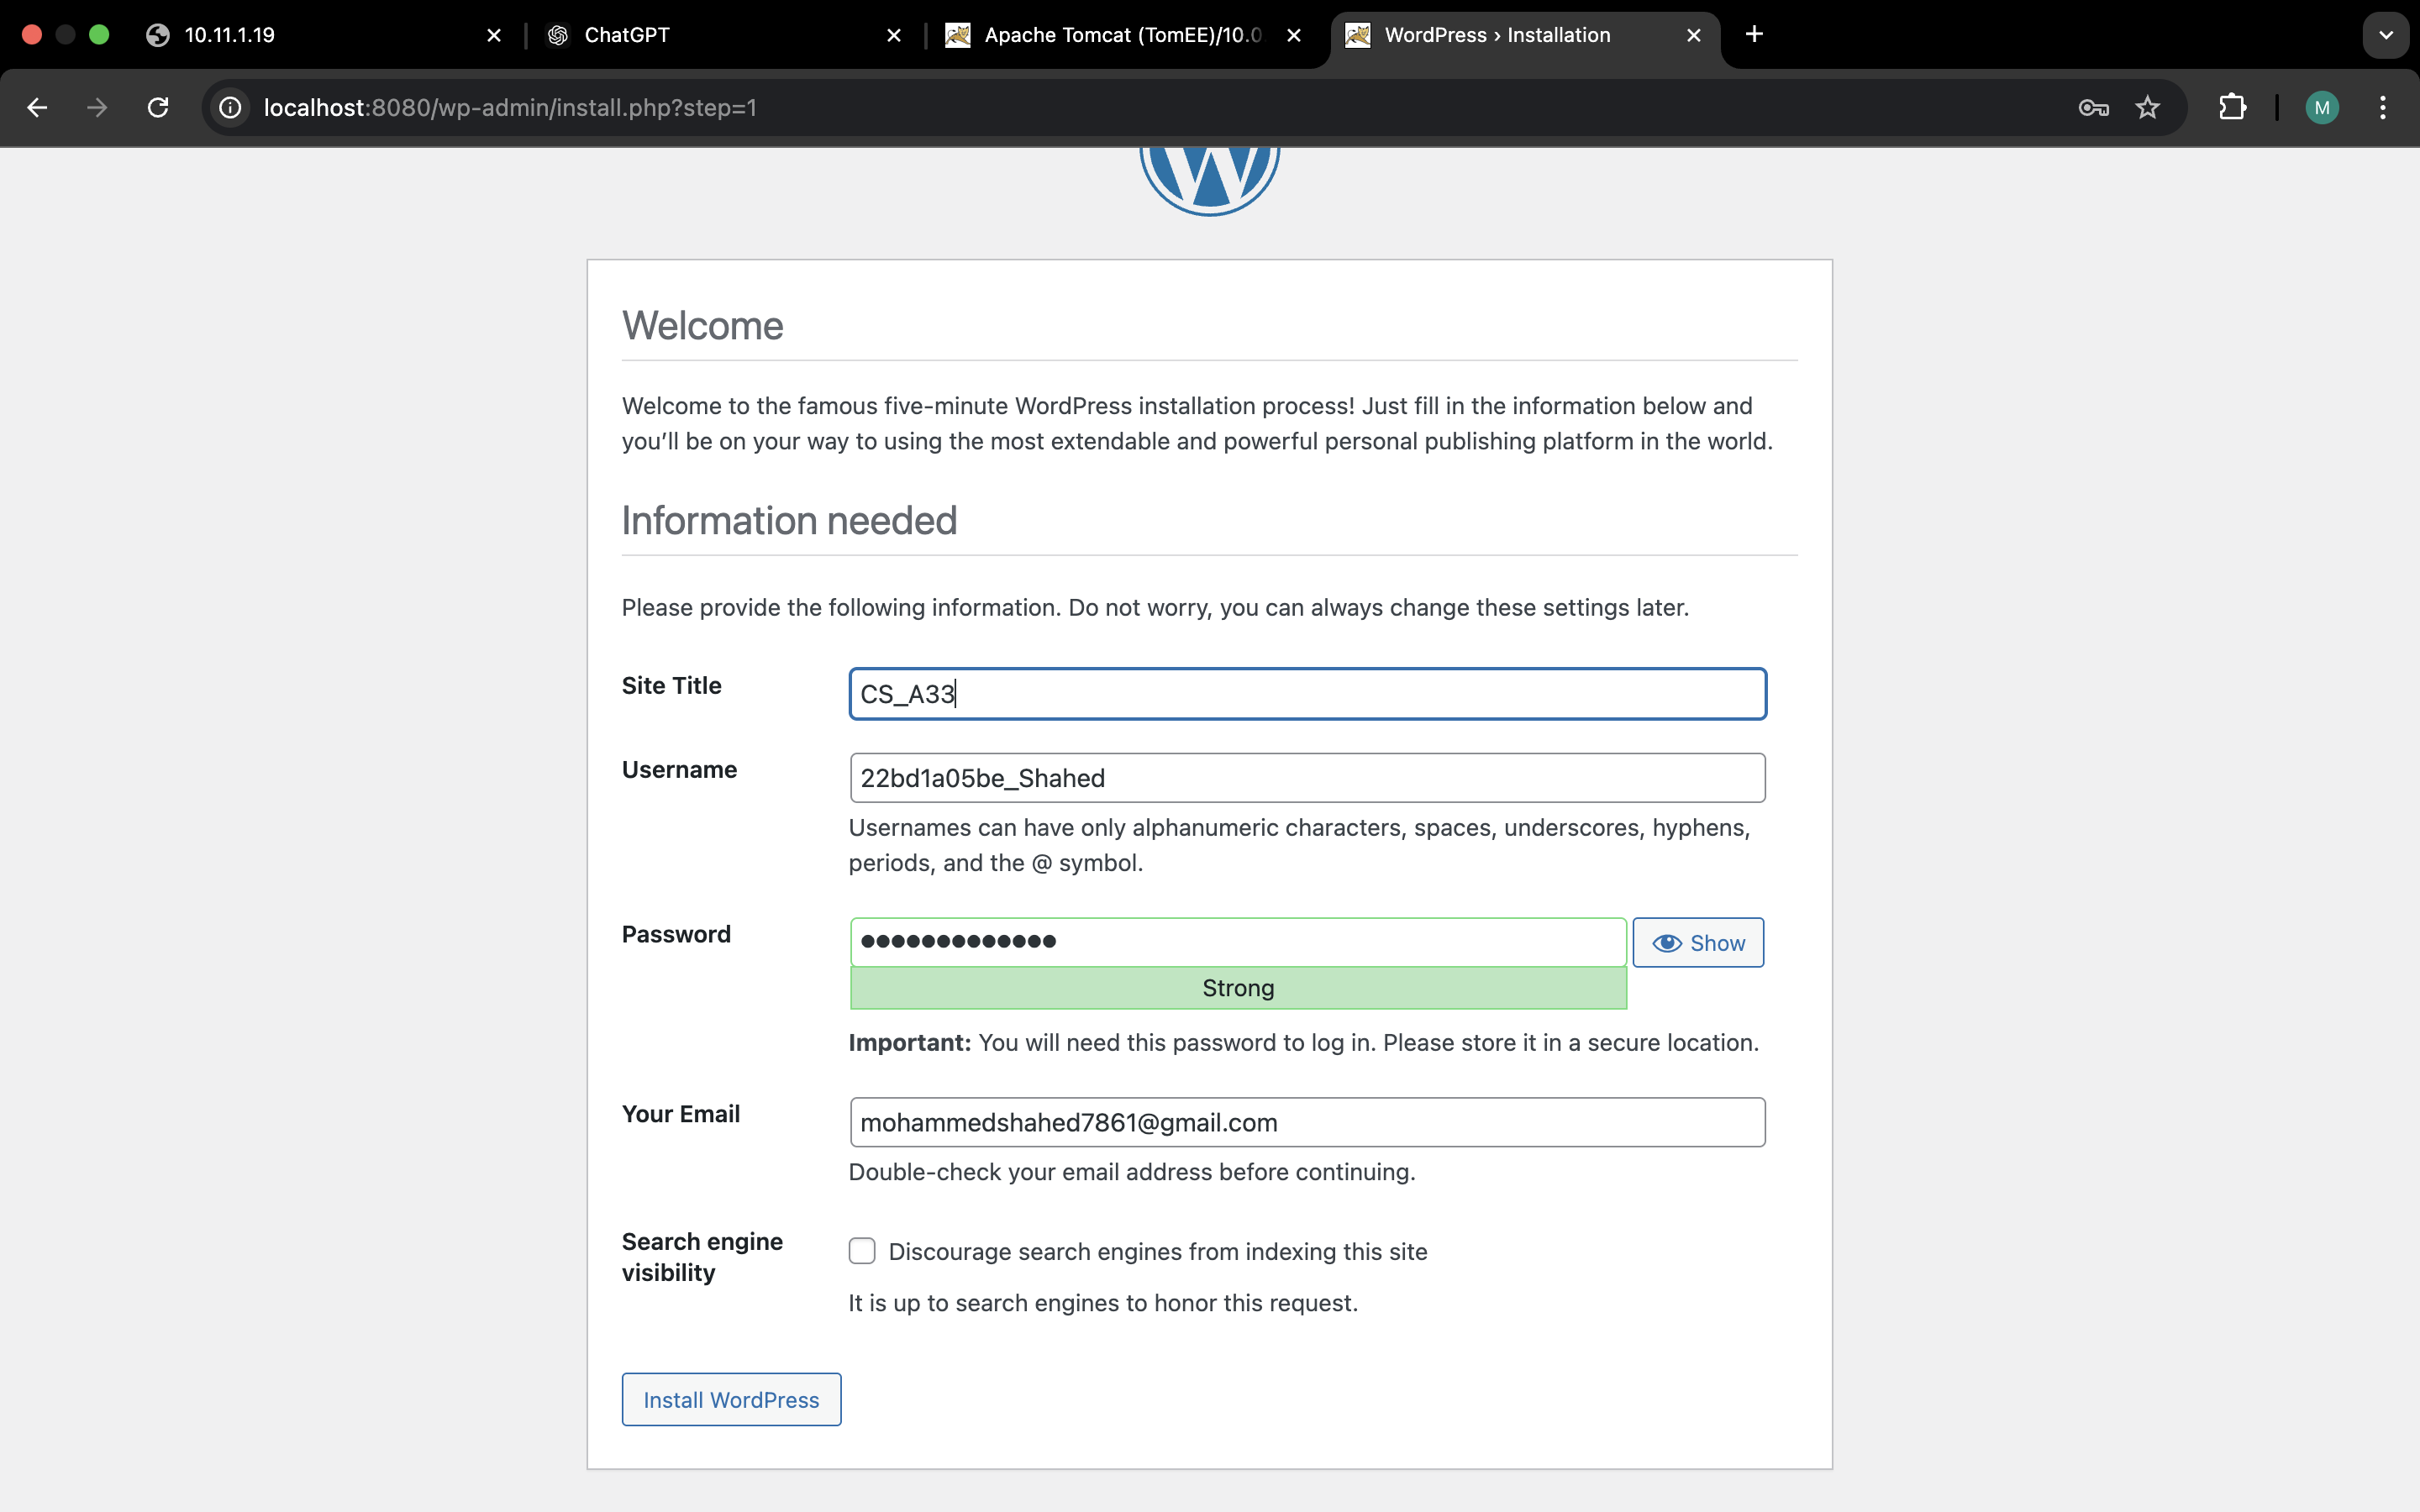 10.11.1.19
ChatGPT
Apache Tomcat (TomEE)/10.0
WordPress › Installation
localhost:8080/wp-admin/install.php?step=1
M
Welcome
Welcome to the famous five-minute WordPress installation process! Just fill in the information below and
you’ll be on your way to using the most extendable and powerful personal publishing platform in the world.
Information needed
Please provide the following information. Do not worry, you can always change these settings later.
Site Title
CS_A33
Username
22bd1a05be_Shahed
Usernames can have only alphanumeric characters, spaces, underscores, hyphens,
periods, and the @ symbol.
Password
•••••••••••••
Show
Strong
Important: You will need this password to log in. Please store it in a secure location.
Your Email
mohammedshahed7861@gmail.com
Double-check your email address before continuing.
Search engine
visibility
Discourage search engines from indexing this site
It is up to search engines to honor this request.
Install WordPress